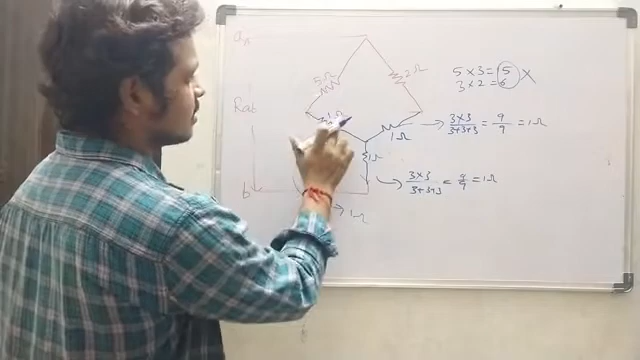 a
5Ω
2Ω
5 × 3 = 15
3 × 2 = 6
Rab
1Ω
1Ω
3×3/3+3+3 = 9/9 = 1Ω
1Ω
3×3/3+3+3 = 9/9 = 1Ω
b
1Ω